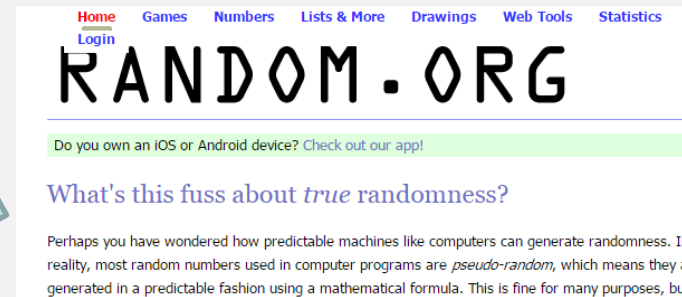 Home Games Numbers Lists & More Drawings Web Tools Statistics
Login
RANDOM.ORG
Do you own an iOS or Android device? Check out our app!
What's this fuss about true randomness?
Perhaps you have wondered how predictable machines like computers can generate randomness.
reality, most random numbers used in computer programs are pseudo-random, which means they
generated in a predictable fashion using a mathematical formula. This is fine for many purposes,